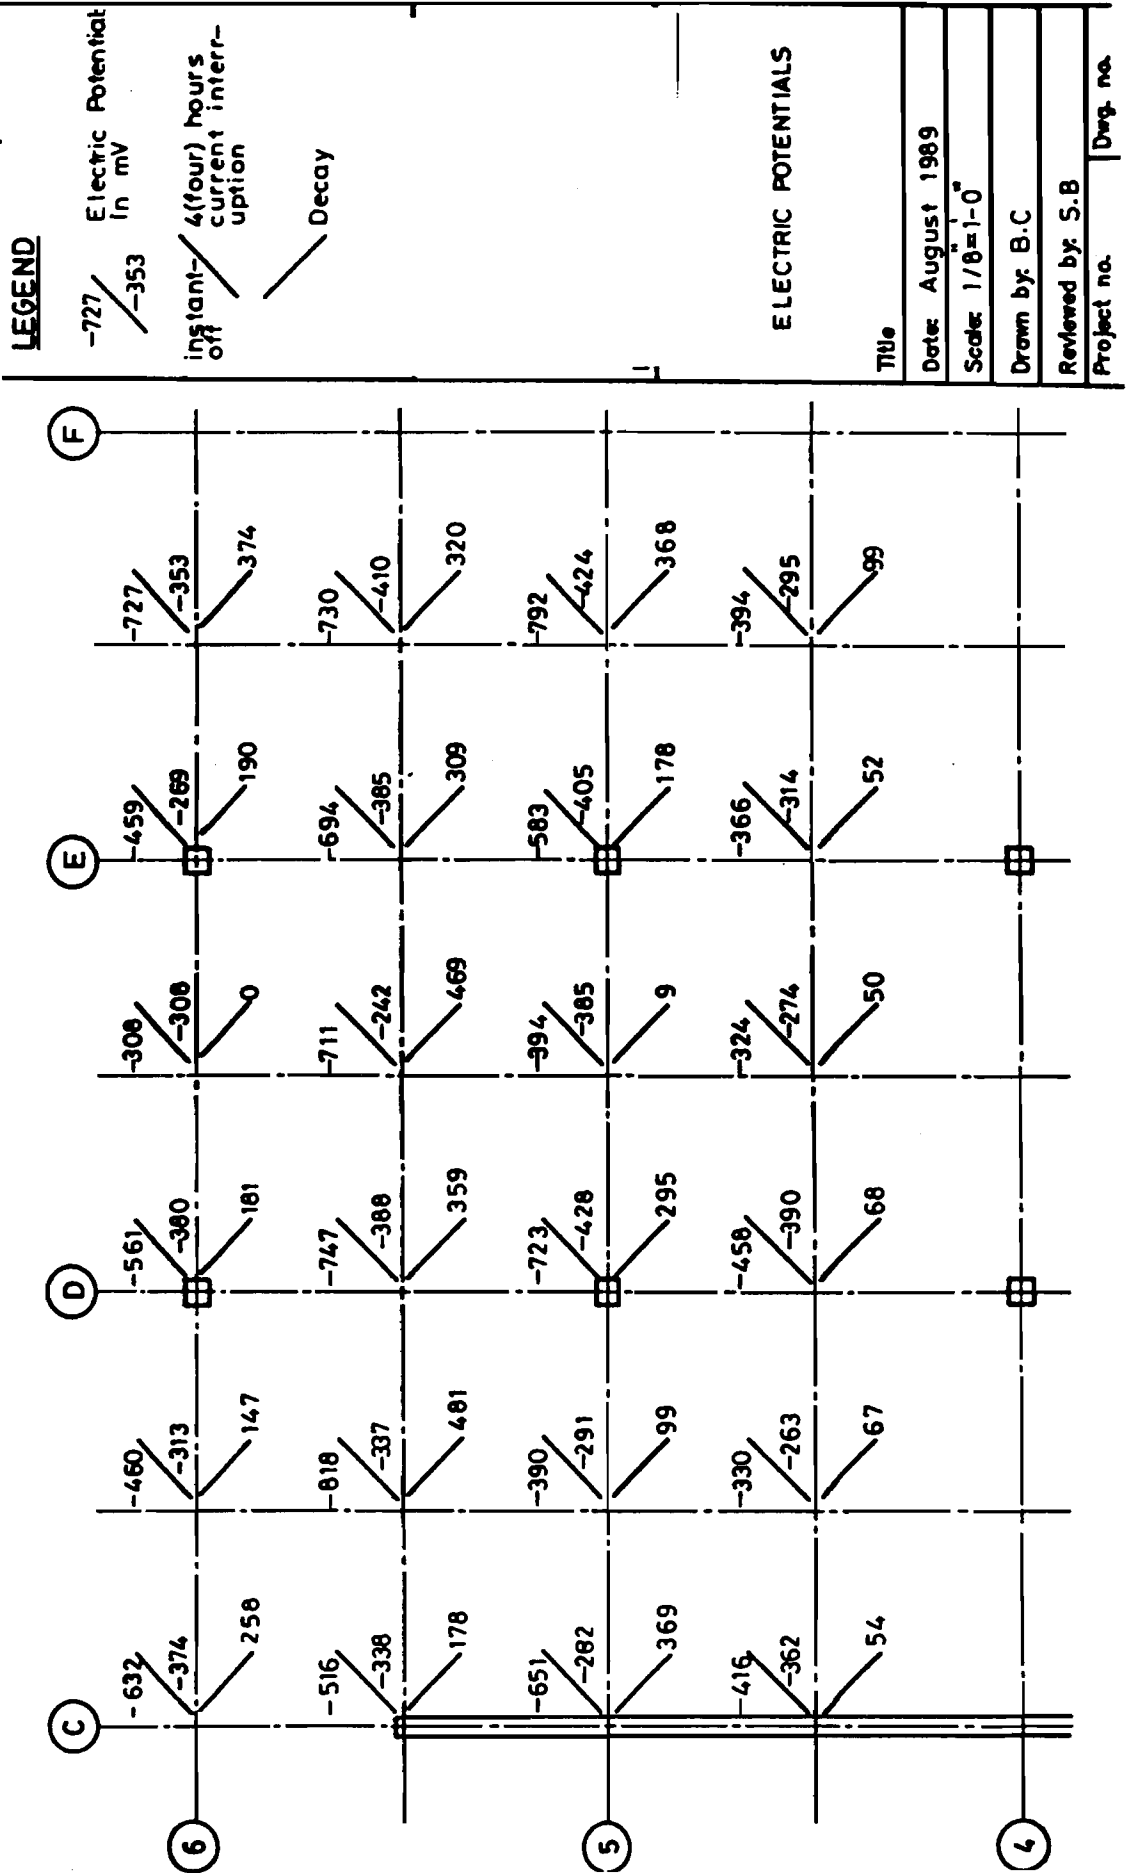 LEGEND
-727
-353
Electric Potential
In mV
instant-
off
4(four) hours
current interr-
uption
Decay
ELECTRIC POTENTIALS
Title
Date: August 1989
Scale: 1/8"=1'-0"
Drawn by: B.C
Reviewed by: S.B
Project no.
Dwg. no.
C
D
E
F
6
-632 -374 258
-460 -313 147
-561 -380 181
-308 -308 0
-459 -269 190
-727 -353 374
-516 -338 178
-818 -337 481
-747 -388 359
-711 -242 469
-694 -385 309
-730 -410 320
5
-651 -282 369
-390 -291 99
-723 -428 295
-394 -385 9
-583 -405 178
-792 -424 368
-416 -362 54
-330 -263 67
-458 -390 68
-324 -274 50
-366 -314 52
-394 -295 99
4